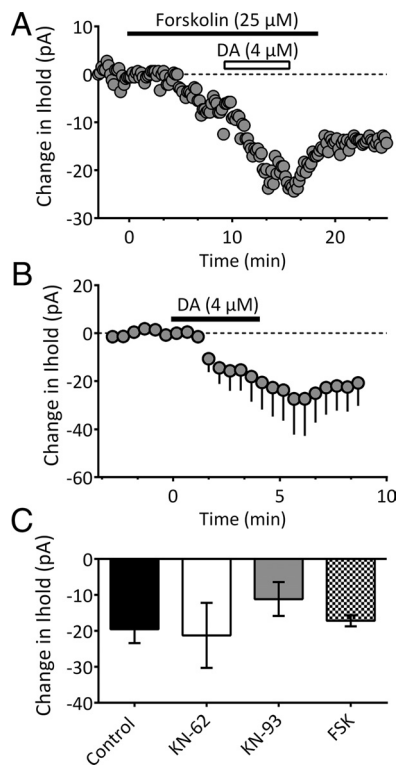 A
Forskolin (25 μM)
DA (4 μM)
Change in Ihold (pA)
10
0
-10
-20
-30
0
10
20
Time (min)
B
DA (4 μM)
Change in Ihold (pA)
20
0
-20
-40
-60
0
5
10
Time (min)
C
Change in Ihold (pA)
0
-10
-20
-30
-40
Control
KN-62
KN-93
FSK